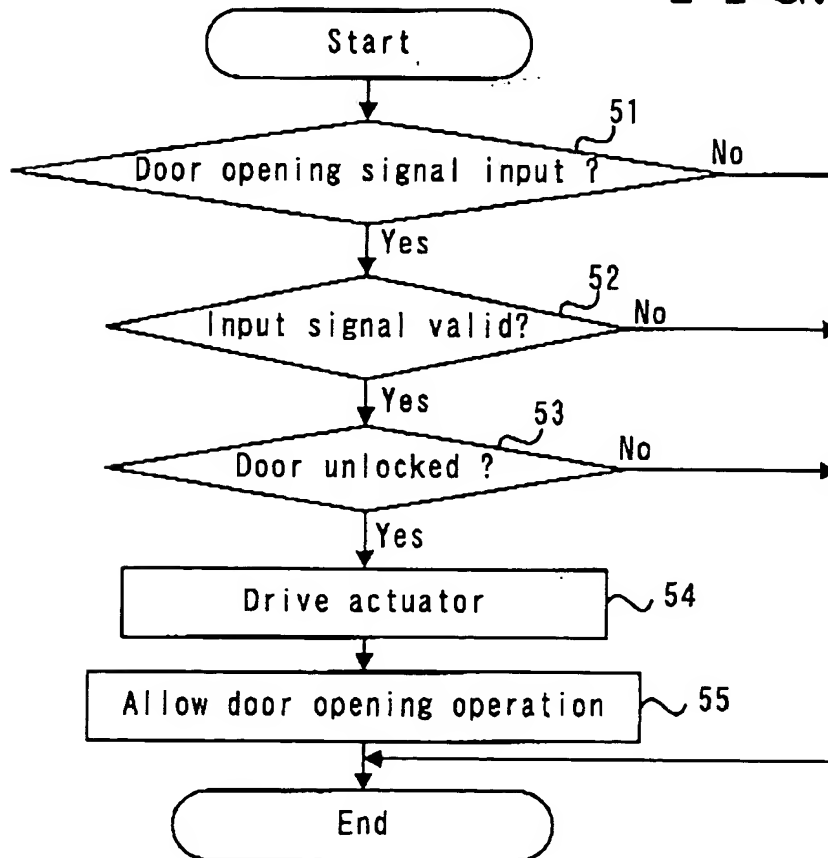 Start
51
Door opening signal input ?
No
Yes
52
Input signal valid?
No
Yes
53
Door unlocked ?
No
Yes
Drive actuator
54
Allow door opening operation
55
End